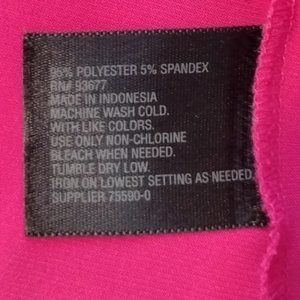 95% POLYESTER 5% SPANDEX
RN# 93677
MADE IN INDONESIA
MACHINE WASH COLD.
WITH LIKE COLORS.
USE ONLY NON-CHLORINE
BLEACH WHEN NEEDED.
TUMBLE DRY LOW.
IRON ON LOWEST SETTING AS NEEDED.
SUPPLIER 75590-0